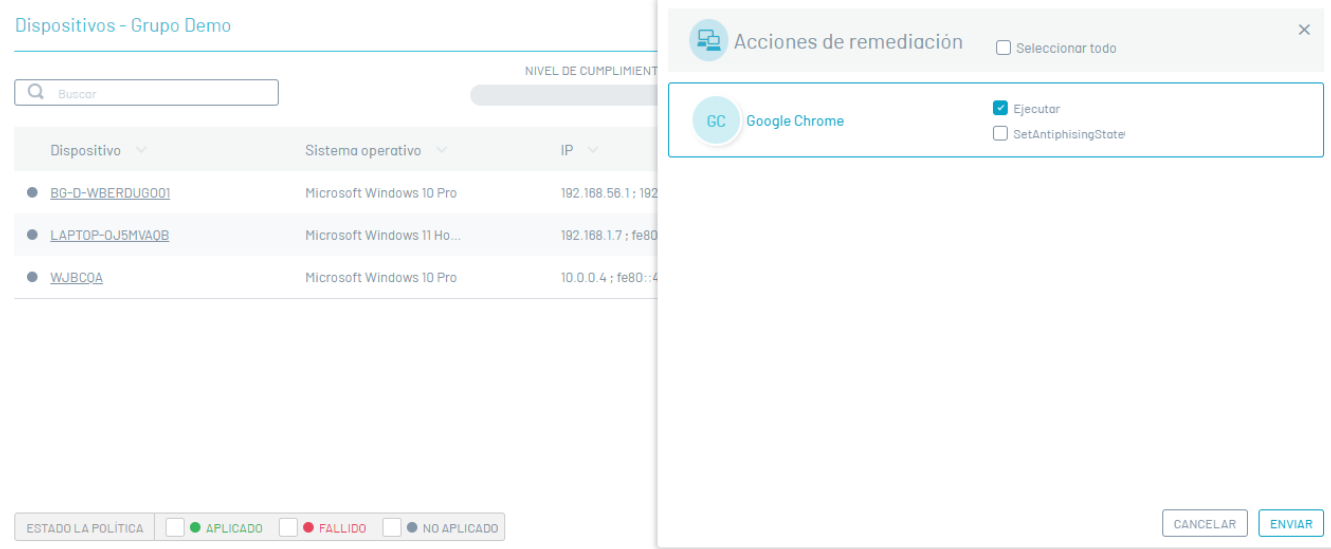 Dispositivos - Grupo Demo
Buscar
NIVEL DE CUMPLIMIENT
Dispositivo
Sistema operativo
IP
BG-D-WBERDUGO01
Microsoft Windows 10 Pro
192.168.56.1 ; 192
LAPTOP-OJ5MVAQB
Microsoft Windows 11 Ho...
192.168.1.7 ; fe80
WJBCQA
Microsoft Windows 10 Pro
10.0.0.4 ; fe80::4
ESTADO LA POLÍTICA
APLICADO
FALLIDO
NO APLICADO
Acciones de remediación
Seleccionar todo
GC
Google Chrome
Ejecutar
SetAntiphisingState
CANCELAR
ENVIAR